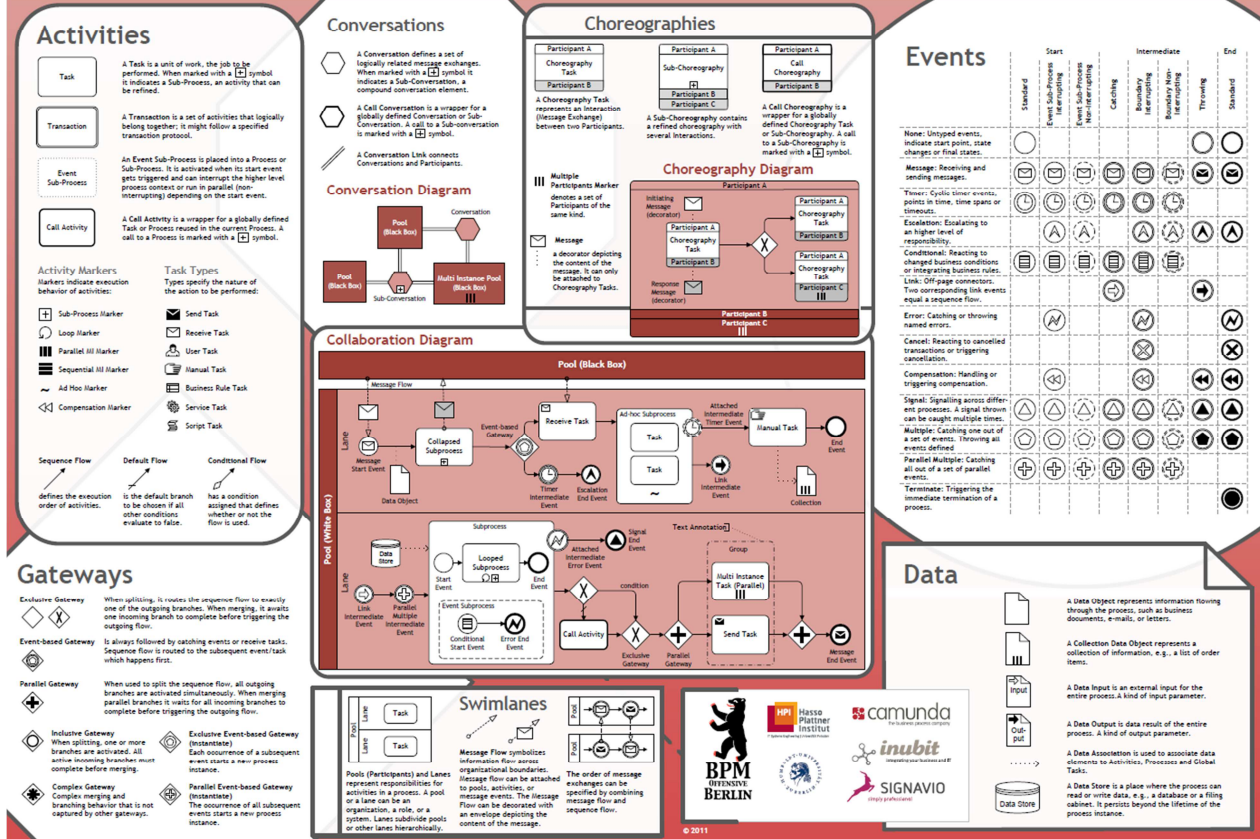 Activities
Task
A Task is a unit of work, the job to be
performed. When marked with a + symbol
it indicates a Sub-Process, an activity that can
be refined.
Transaction
A Transaction is a set of activities that logically
belong together; it might follow a specified
transaction protocol.
Event
Sub-Process
An Event Sub-Process is placed into a Process or
Sub-Process. It is activated when its start event
gets triggered and can interrupt the higher level
process context or run in parallel (non-
interrupting) depending on the start event.
Call Activity
A Call Activity is a wrapper for a globally defined
Task or Process reused in the current Process. A
call to a Process is marked with a + symbol.
Activity Markers
Markers indicate execution
behavior of activities:
Sub-Process Marker
Loop Marker
Parallel MI Marker
Sequential MI Marker
Ad Hoc Marker
Compensation Marker
Task Types
Types specify the nature of
the action to be performed:
Send Task
Receive Task
User Task
Manual Task
Business Rule Task
Service Task
Script Task
Sequence Flow
defines the execution
order of activities.
Default Flow
is the default branch
to be chosen if all
other conditions
evaluate to false.
Conditional Flow
has a condition
assigned that defines
whether or not the
flow is used.
Conversations
A Conversation defines a set of
logically related message exchanges.
When marked with a + symbol it
indicates a Sub-Conversation, a
compound conversation element.
A Call Conversation is a wrapper for a
globally defined Conversation or Sub-
Conversation. A call to a Sub-conversation
is marked with a + symbol.
A Conversation Link connects
Conversations and Participants.
Conversation Diagram
Pool
(Black Box)
Conversation
Pool
(Black Box)
Sub-Conversation
Multi Instance Pool
(Black Box)
Choreographies
Participant A
Choreography
Task
Participant B
A Choreography Task
represents an Interaction
(Message Exchange)
between two Participants.
Participant A
Sub-Choreography
Participant B
Participant C
A Sub-Choreography contains
a refined choreography with
several Interactions.
Participant A
Call
Choreography
Participant B
A Call Choreography is a
wrapper for a globally
defined Choreography Task
or Sub-Choreography. A call
to a Sub-Choreography is
marked with a + symbol.
Multiple
Participants Marker
denotes a set of
Participants of the
same kind.
Message
a decorator depicting
the content of the
message. It can only
be attached to
Choreography Tasks.
Choreography Diagram
Participant A
Initiating
Message
(decorator)
Participant A
Choreography
Task
Participant B
Response
Message
(decorator)
Participant A
Choreography
Task
Participant B
Participant A
Choreography
Task
Participant C
Participant B
Participant C
Events
Start
Intermediate
End
Standard
Event Sub-Process
Interrupting
Event Sub-Process
Non-Interrupting
Catching
Boundary
Interrupting
Boundary Non-
Interrupting
Throwing
Standard
None: Untyped events,
indicate start point, state
changes or final states.
Message: Receiving and
sending messages.
Timer: Cyclic timer events,
points in time, time spans or
timeouts.
Escalation: Escalating to
an higher level of
responsibility.
Conditional: Reacting to
changed business conditions
or integrating business rules.
Link: Off-page connectors.
Two corresponding link events
equal a sequence flow.
Error: Catching or throwing
named errors.
Cancel: Reacting to cancelled
transactions or triggering
cancellation.
Compensation: Handling or
triggering compensation.
Signal: Signalling across differ-
ent processes. A signal thrown
can be caught multiple times.
Multiple: Catching one out of
a set of events. Throwing all
events defined
Parallel Multiple: Catching
all out of a set of parallel
events.
Terminate: Triggering the
immediate termination of a
process.
Collaboration Diagram
Pool (Black Box)
Message Flow
Pool (White Box)
Lane
Message
Start Event
Collapsed
Subprocess
Data Object
Event-based
Gateway
Receive Task
Timer
Intermediate
Event
Escalation
End Event
Ad-hoc Subprocess
Task
Task
~
Attached
Intermediate
Timer Event
Link
Intermediate
Event
Manual Task
End
Event
Collection
Lane
Data
Store
Link
Intermediate
Event
Parallel
Multiple
Intermediate
Event
Subprocess
Start
Event
Looped
Subprocess
End
Event
Event Subprocess
Conditional
Start Event
Error End
Event
Attached
Intermediate
Error Event
Signal
End
Event
condition
Call Activity
Exclusive
Gateway
Parallel
Gateway
Text Annotation
Group
Multi Instance
Task (Parallel)
Send Task
Message
End Event
Gateways
Exclusive Gateway
When splitting, it routes the sequence flow to exactly
one of the outgoing branches. When merging, it awaits
one incoming branch to complete before triggering the
outgoing flow.
Event-based Gateway
Is always followed by catching events or receive tasks.
Sequence flow is routed to the subsequent event/task
which happens first.
Parallel Gateway
When used to split the sequence flow, all outgoing
branches are activated simultaneously. When merging
parallel branches it waits for all incoming branches to
complete before triggering the outgoing flow.
Inclusive Gateway
When splitting, one or more
branches are activated. All
active incoming branches must
complete before merging.
Exclusive Event-based Gateway
(Instantiate)
Each occurrence of a subsequent
event starts a new process
instance.
Complex Gateway
Complex merging and
branching behavior that is not
captured by other gateways.
Parallel Event-based Gateway
(Instantiate)
The occurrence of all subsequent
events starts a new process
instance.
Swimlanes
Pool
Lane
Task
Lane
Task
Pools (Participants) and Lanes
represent responsibilities for
activities in a process. A pool
or a lane can be an
organization, a role, or a
system. Lanes subdivide pools
or other lanes hierarchically.
Message Flow symbolizes
information flow across
organizational boundaries.
Message flow can be attached
to pools, activities, or
message events. The Message
Flow can be decorated with
an envelope depicting the
content of the message.
Pool
Pool
The order of message
exchanges can be
specified by combining
message flow and
sequence flow.
BPM
OFFENSIVE
BERLIN
HPI
Hasso
Plattner
Institut
camunda
the business process company
inubit
SIGNAVIO
simply professional
© 2011
Data
A Data Object represents information flowing
through the process, such as business
documents, e-mails, or letters.
A Collection Data Object represents a
collection of information, e.g., a list of order
items.
Input
A Data Input is an external input for the
entire process.A kind of input parameter.
Out-
put
A Data Output is data result of the entire
process. A kind of output parameter.
A Data Association is used to associate data
elements to Activities, Processes and Global
Tasks.
Data Store
A Data Store is a place where the process can
read or write data, e.g., a database or a filing
cabinet. It persists beyond the lifetime of the
process instance.